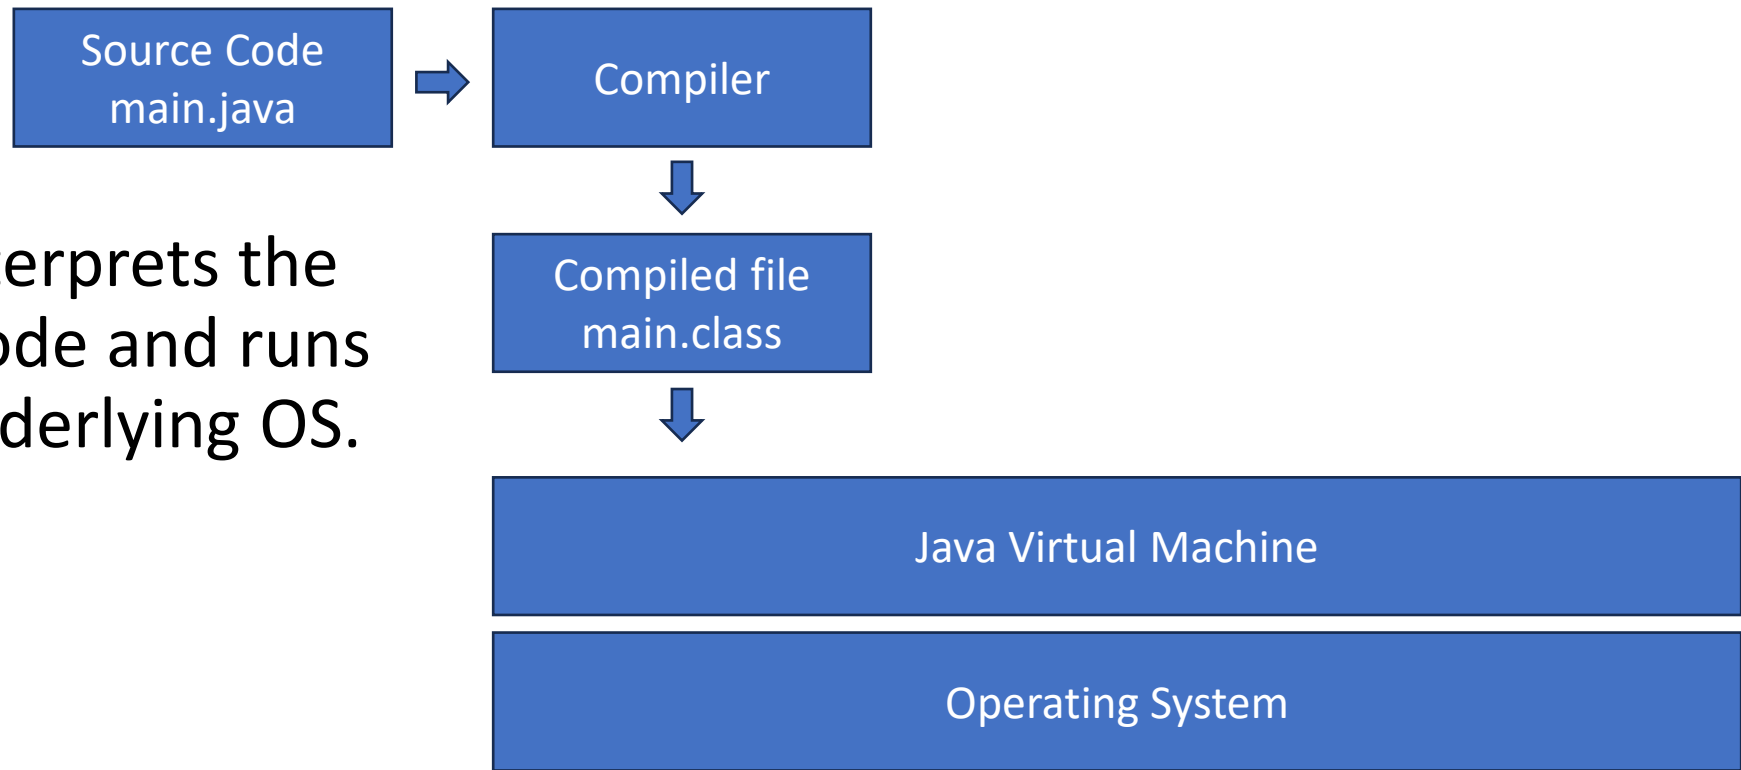 Source Code
main.java
Compiler
terprets the
ode and runs
derlying OS.
Compiled file
main.class
Java Virtual Machine
Operating System